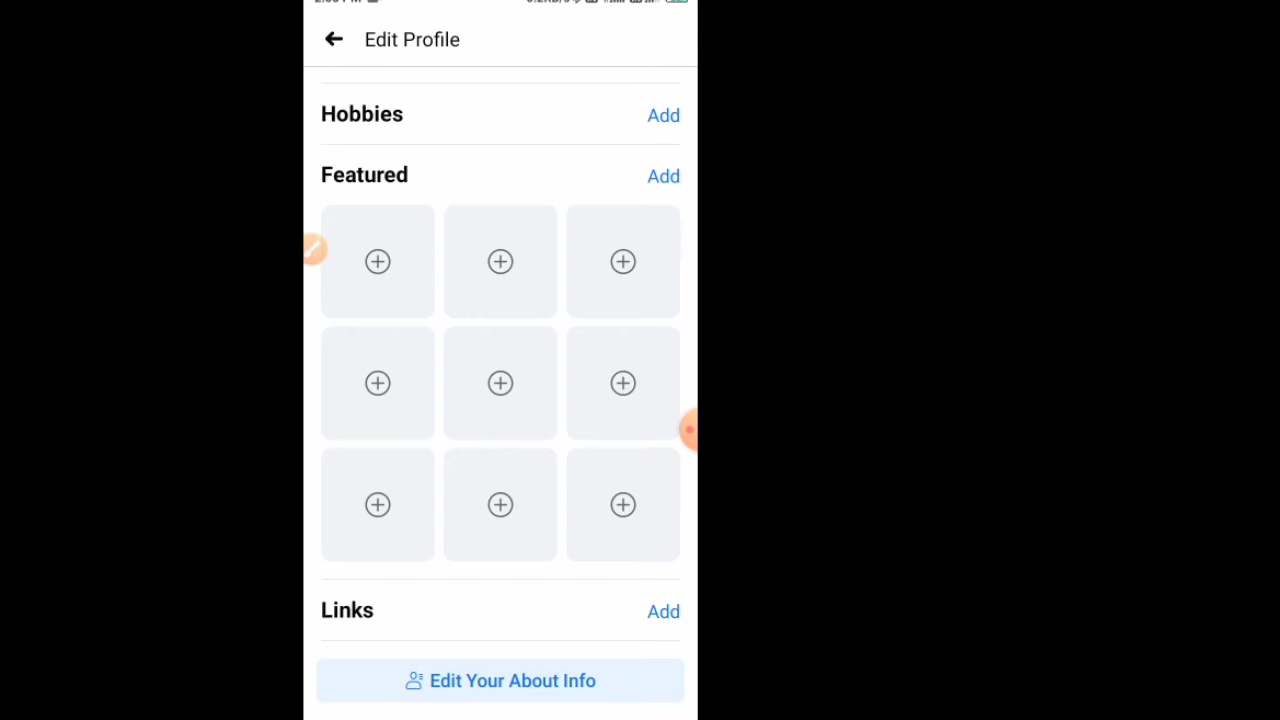 Edit Profile
Hobbies
Add
Featured
Add
Links
Add
Edit Your About Info